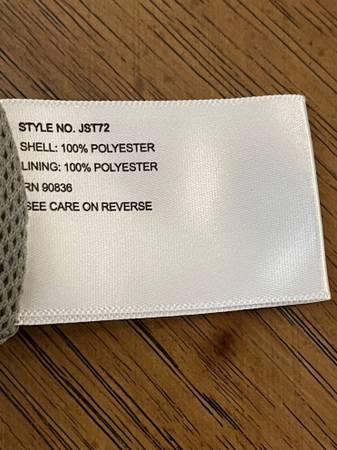 STYLE NO. JST72
SHELL: 100% POLYESTER
LINING: 100% POLYESTER
RN 90836
SEE CARE ON REVERSE